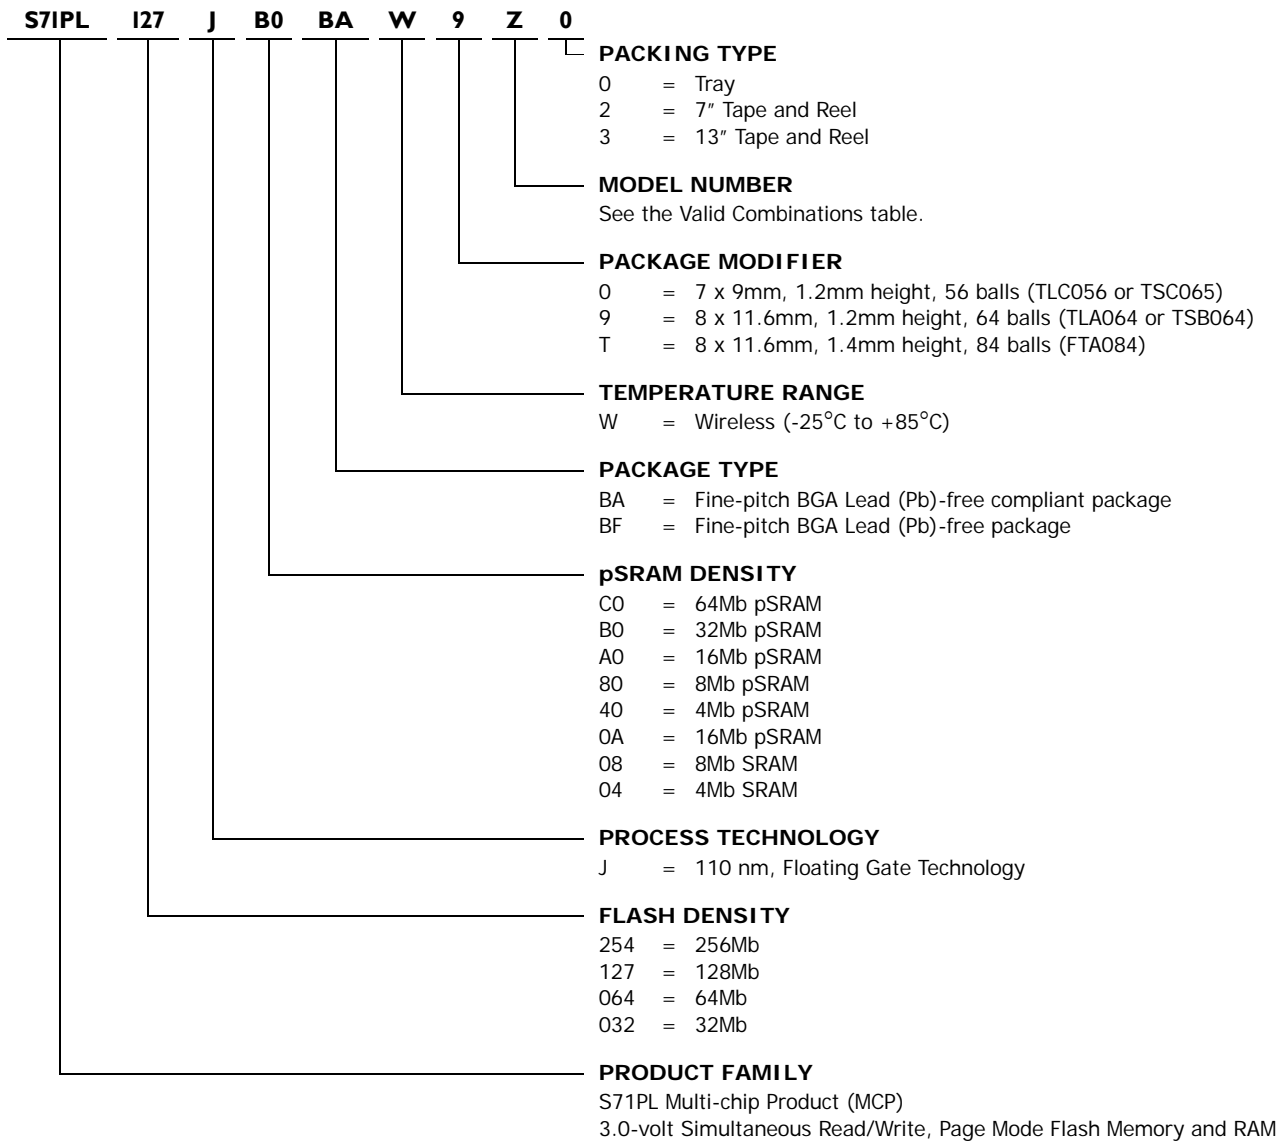 S71PL 127 J B0 BA W 9 Z 0
PACKING TYPE
0 = Tray
2 = 7″ Tape and Reel
3 = 13″ Tape and Reel
MODEL NUMBER
See the Valid Combinations table.
PACKAGE MODIFIER
0 = 7 x 9mm, 1.2mm height, 56 balls (TLC056 or TSC065)
9 = 8 x 11.6mm, 1.2mm height, 64 balls (TLA064 or TSB064)
T = 8 x 11.6mm, 1.4mm height, 84 balls (FTA084)
TEMPERATURE RANGE
W = Wireless (-25°C to +85°C)
PACKAGE TYPE
BA = Fine-pitch BGA Lead (Pb)-free compliant package
BF = Fine-pitch BGA Lead (Pb)-free package
pSRAM DENSITY
C0 = 64Mb pSRAM
B0 = 32Mb pSRAM
A0 = 16Mb pSRAM
80 = 8Mb pSRAM
40 = 4Mb pSRAM
0A = 16Mb pSRAM
08 = 8Mb SRAM
04 = 4Mb SRAM
PROCESS TECHNOLOGY
J = 110 nm, Floating Gate Technology
FLASH DENSITY
254 = 256Mb
127 = 128Mb
064 = 64Mb
032 = 32Mb
PRODUCT FAMILY
S71PL Multi-chip Product (MCP)
3.0-volt Simultaneous Read/Write, Page Mode Flash Memory and RAM